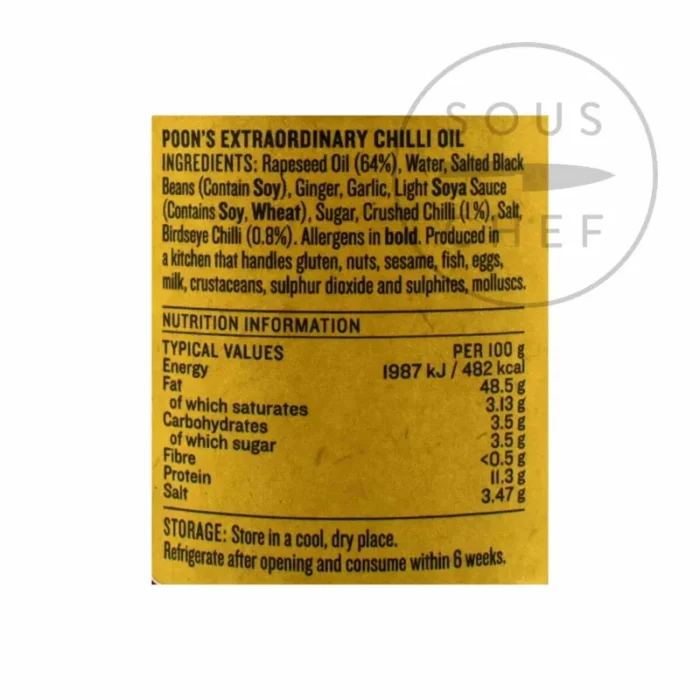 SOUS
CHEF
POON'S EXTRAORDINARY CHILLI OIL
INGREDIENTS: Rapeseed Oil (64%), Water, Salted Black
Beans (Contain Soy), Ginger, Garlic, Light Soya Sauce
(Contains Soy, Wheat), Sugar, Crushed Chilli (1%), Salt,
Birdseye Chilli (0.8%). Allergens in bold. Produced in
a kitchen that handles gluten, nuts, sesame, fish, eggs,
milk, crustaceans, sulphur dioxide and sulphites, molluscs.
NUTRITION INFORMATION
TYPICAL VALUES PER 100 g
Energy 1987 kJ / 482 kcal
Fat 48.5 g
of which saturates 3.13 g
Carbohydrates 3.5 g
of which sugar 3.5 g
Fibre <0.5 g
Protein 11.3 g
Salt 3.47 g
STORAGE: Store in a cool, dry place.
Refrigerate after opening and consume within 6 weeks.